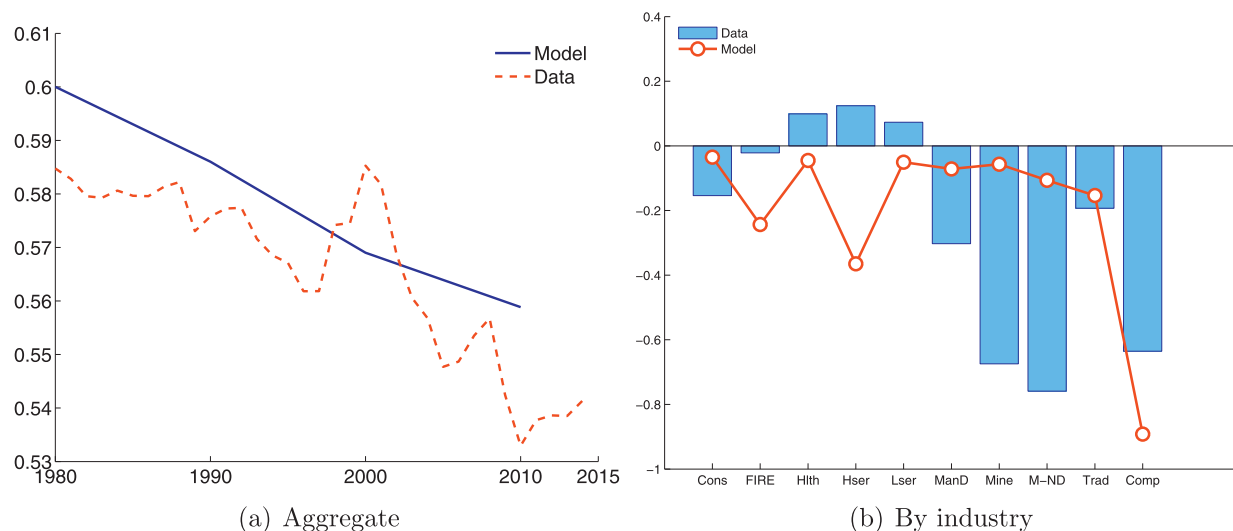 0.61
0.6
0.59
0.58
0.57
0.56
0.55
0.54
0.53
1980
1990
2000
2010
2015
Model
Data
(a) Aggregate
0.4
0.2
0
−0.2
−0.4
−0.6
−0.8
−1
Data
Model
Cons
FIRE
Hlth
Hser
Lser
ManD
Mine
M−ND
Trad
Comp
(b) By industry